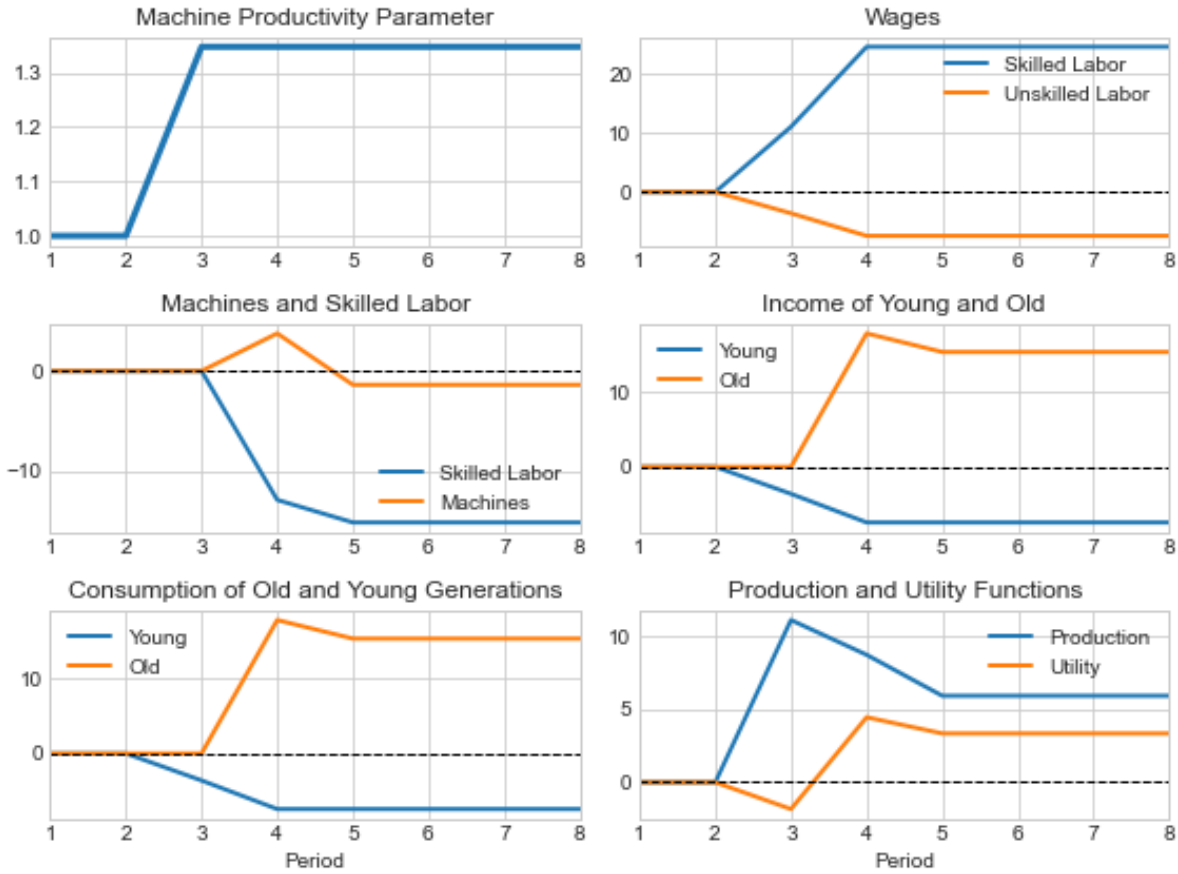 Machine Productivity Parameter
1.3
1.2
1.1
1.0
1 2 3 4 5 6 7 8
Wages
Skilled Labor
Unskilled Labor
20
10
0
1 2 3 4 5 6 7 8
Machines and Skilled Labor
0
−10
Skilled Labor
Machines
1 2 3 4 5 6 7 8
Income of Young and Old
Young
Old
10
0
1 2 3 4 5 6 7 8
Consumption of Old and Young Generations
Young
Old
10
0
1 2 3 4 5 6 7 8
Period
Production and Utility Functions
Production
Utility
10
5
0
1 2 3 4 5 6 7 8
Period